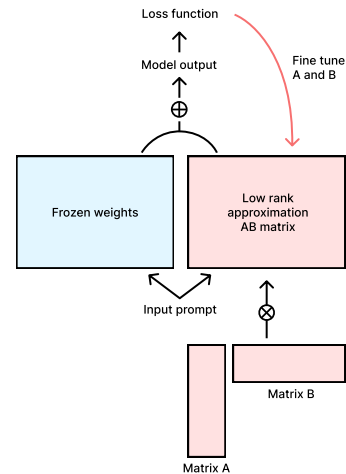 Loss function
Fine tune
A and B
Model output
Frozen weights
Low rank
approximation
AB matrix
Input prompt
Matrix B
Matrix A